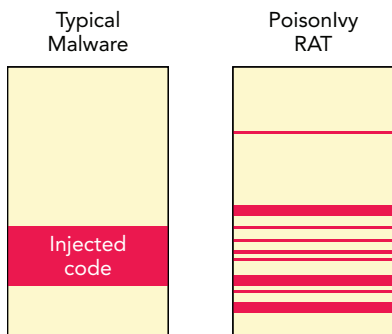 Typical
Malware
PoisonIvy
RAT
Injected
code